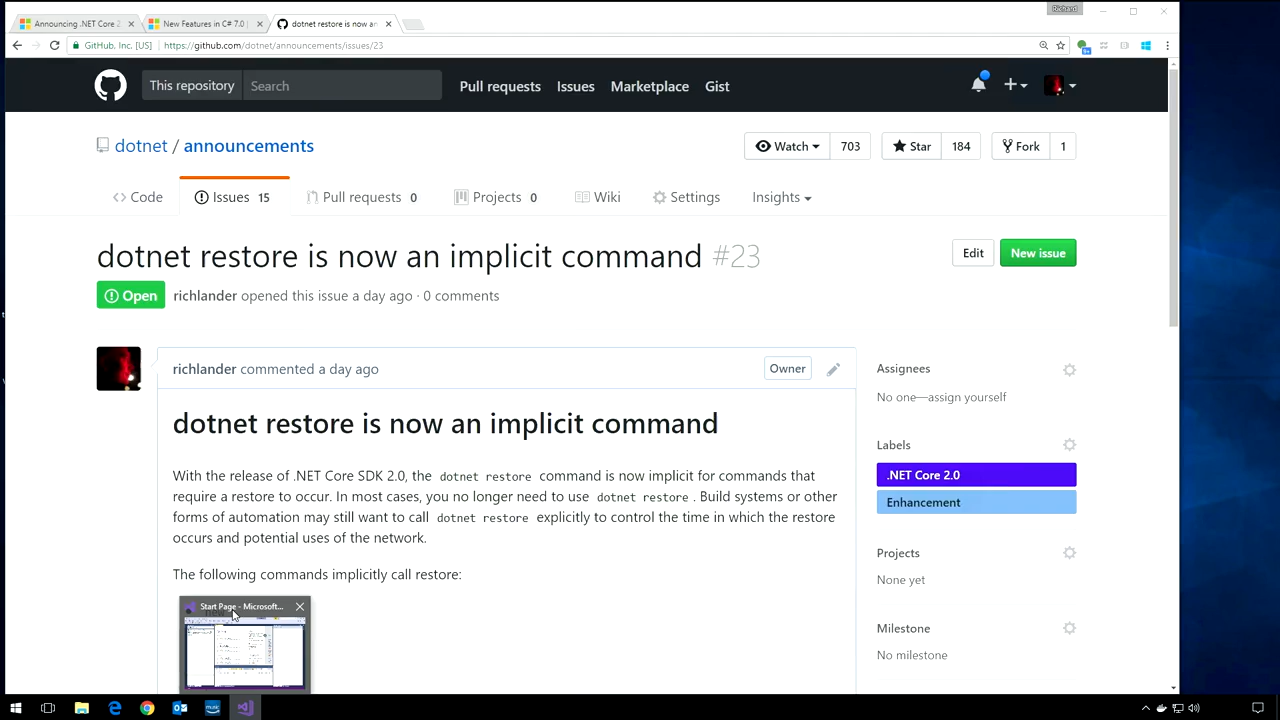 Richard
Announcing .NET Core 2
New Features in C# 7.0
dotnet restore is now an
GitHub, Inc. [US] https://github.com/dotnet/announcements/issues/23
This repository Search Pull requests Issues Marketplace Gist
dotnet / announcements
Watch 703 Star 184 Fork 1
Code Issues 15 Pull requests 0 Projects 0 Wiki Settings Insights
dotnet restore is now an implicit command #23
Edit New issue
Open richlander opened this issue a day ago · 0 comments
richlander commented a day ago Owner
dotnet restore is now an implicit command
With the release of .NET Core SDK 2.0, the dotnet restore command is now implicit for commands that
require a restore to occur. In most cases, you no longer need to use dotnet restore . Build systems or other
forms of automation may still want to call dotnet restore explicitly to control the time in which the restore
occurs and potential uses of the network.
The following commands implicitly call restore:
Start Page - Microsoft...
Assignees
No one—assign yourself
Labels
.NET Core 2.0
Enhancement
Projects
None yet
Milestone
No milestone
music